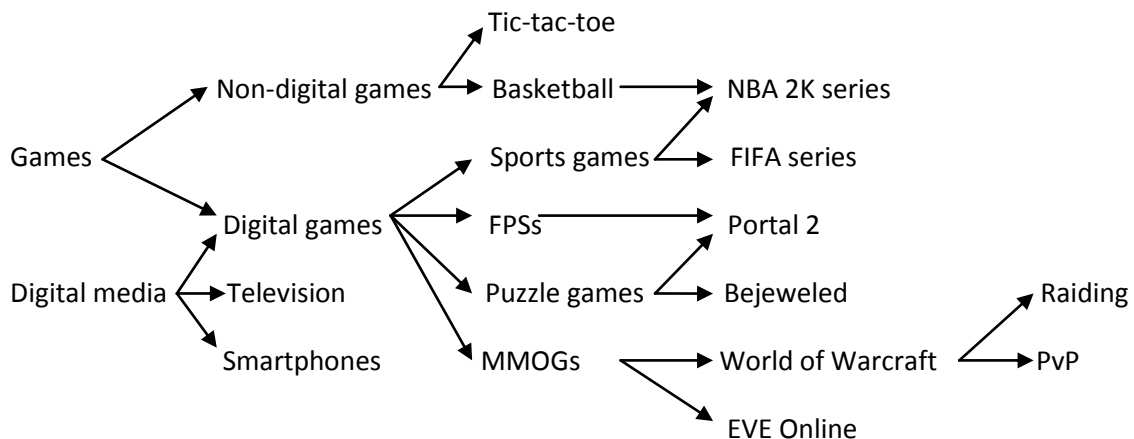 Tic-tac-toe
Non-digital games
Basketball
NBA 2K series
Games
Sports games
FIFA series
Digital games
FPSs
Portal 2
Digital media
Television
Puzzle games
Bejeweled
Raiding
Smartphones
MMOGs
World of Warcraft
PvP
EVE Online